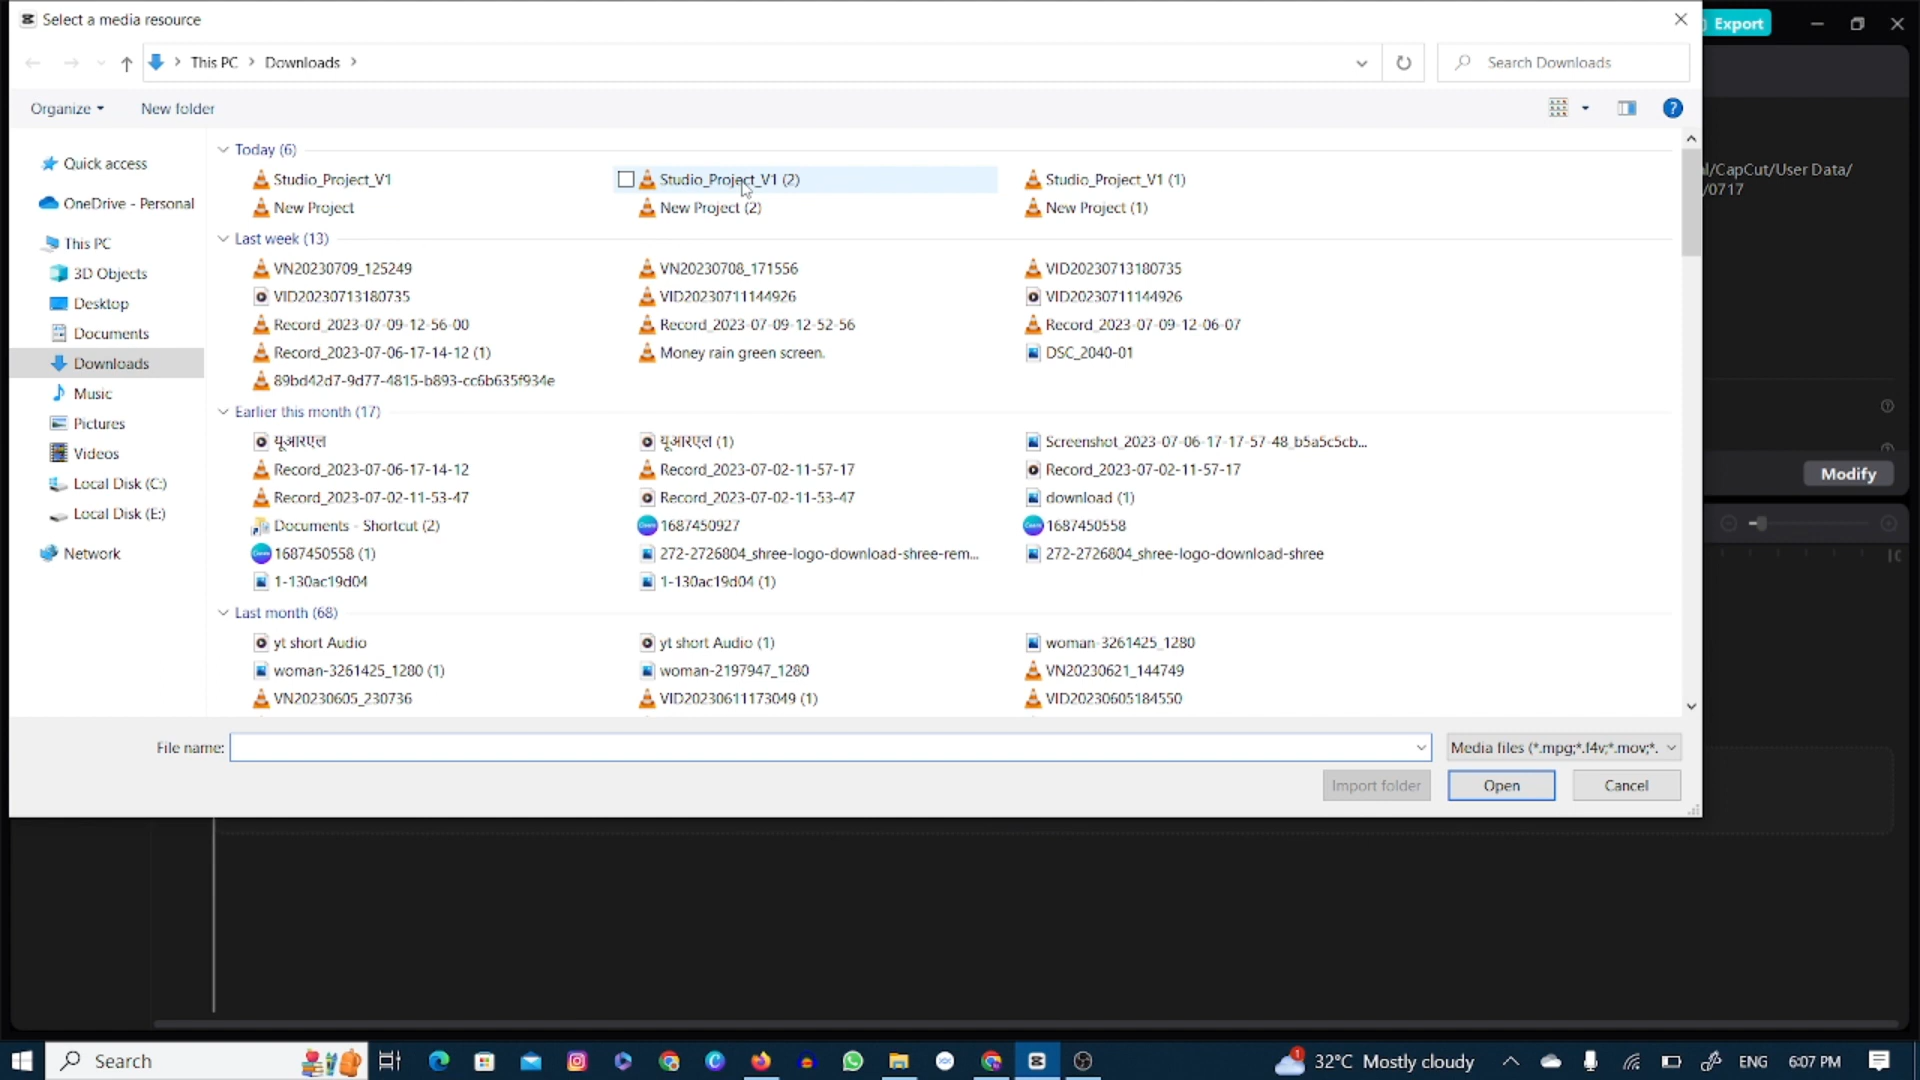 Select a media resource
Export
This PC > Downloads >
Search Downloads
Organize
New folder
Quick access
OneDrive - Personal
This PC
3D Objects
Desktop
Documents
Downloads
Music
Pictures
Videos
Local Disk (C:)
Local Disk (E:)
Network
Today (6)
Studio_Project_V1
Studio_Project_V1 (2)
Studio_Project_V1 (1)
New Project
New Project (2)
New Project (1)
Last week (13)
VN20230709_125249
VN20230708_171556
VID20230713180735
VID20230713180735
VID20230711144926
VID20230711144926
Record_2023-07-09-12-56-00
Record_2023-07-09-12-52-56
Record_2023-07-09-12-06-07
Record_2023-07-06-17-14-12 (1)
Money rain green screen.
DSC_2040-01
89bd42d7-9d77-4815-b893-cc6b635f934e
Earlier this month (17)
यूआरएल
यूआरएल (1)
Screenshot_2023-07-06-17-17-57-48_b5a5c5cb...
Record_2023-07-06-17-14-12
Record_2023-07-02-11-57-17
Record_2023-07-02-11-57-17
Record_2023-07-02-11-53-47
Record_2023-07-02-11-53-47
download (1)
Documents - Shortcut (2)
1687450927
1687450558
1687450558 (1)
272-2726804_shree-logo-download-shree-rem...
272-2726804_shree-logo-download-shree
1-130ac19d04
1-130ac19d04 (1)
Last month (68)
yt short Audio
yt short Audio (1)
woman-3261425_1280
woman-3261425_1280 (1)
woman-2197947_1280
VN20230621_144749
VN20230605_230736
VID20230611173049 (1)
VID20230605184550
File name:
Media files (*.mpg;*.f4v;*.mov;*.
Import folder
Open
Cancel
l/CapCut/User Data/
/0717
Modify
Search
1
32°C Mostly cloudy
ENG
6:07 PM